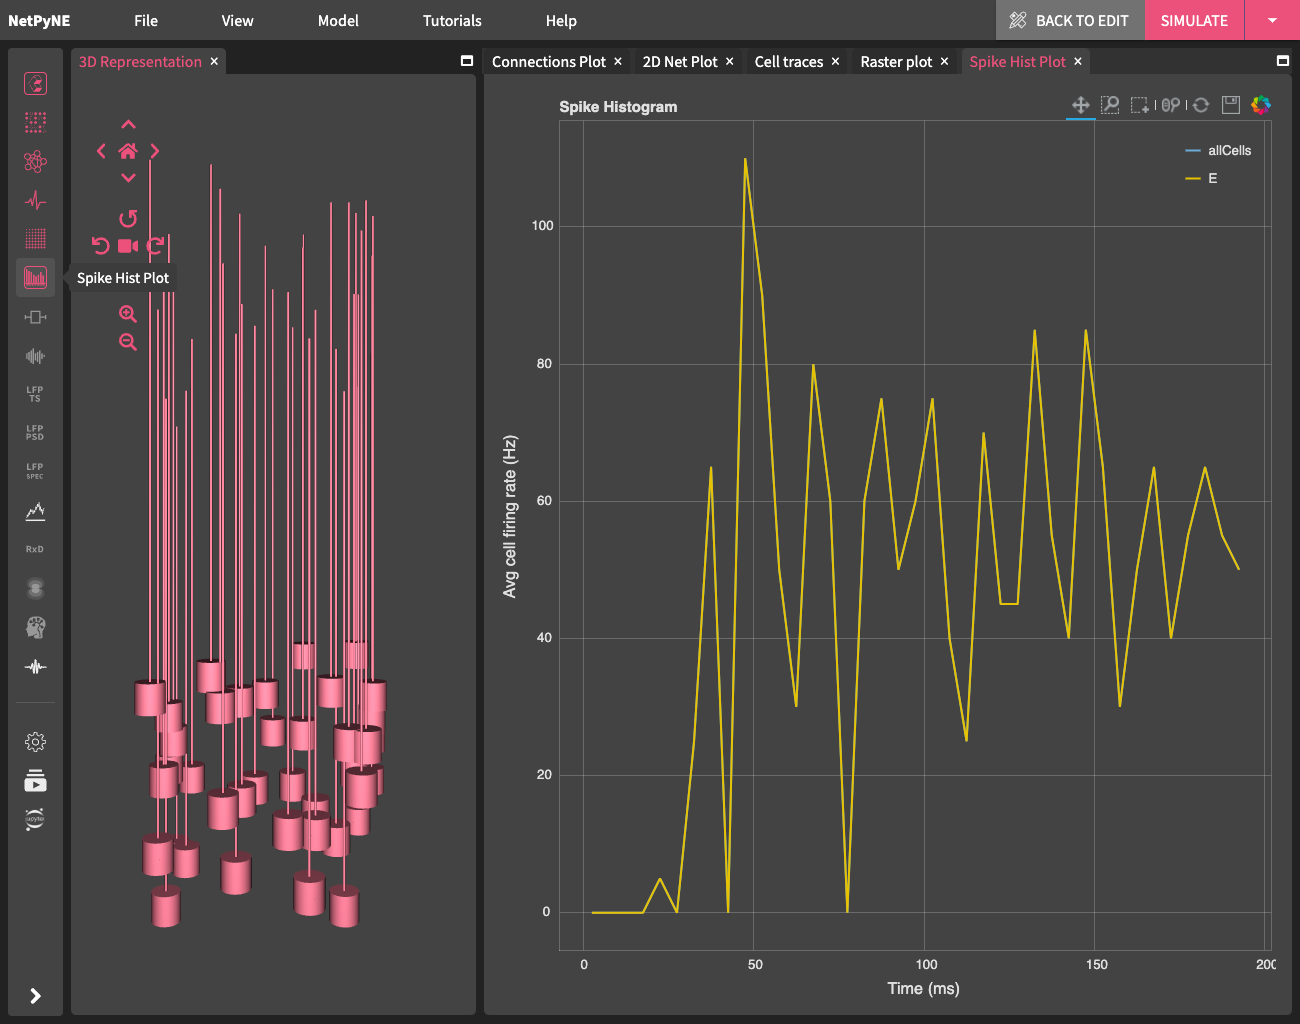 NetPyNE File View Model Tutorials Help BACK TO EDIT SIMULATE
3D Representation ×
Connections Plot × 2D Net Plot × Cell traces × Raster plot × Spike Hist Plot ×
Spike Hist Plot
LFP
TS
LFP
PSD
LFP
SPEC
RxD
jupyter
Spike Histogram
allCells
E
Avg cell firing rate (Hz)
100
80
60
40
20
0
0 50 100 150 200
Time (ms)